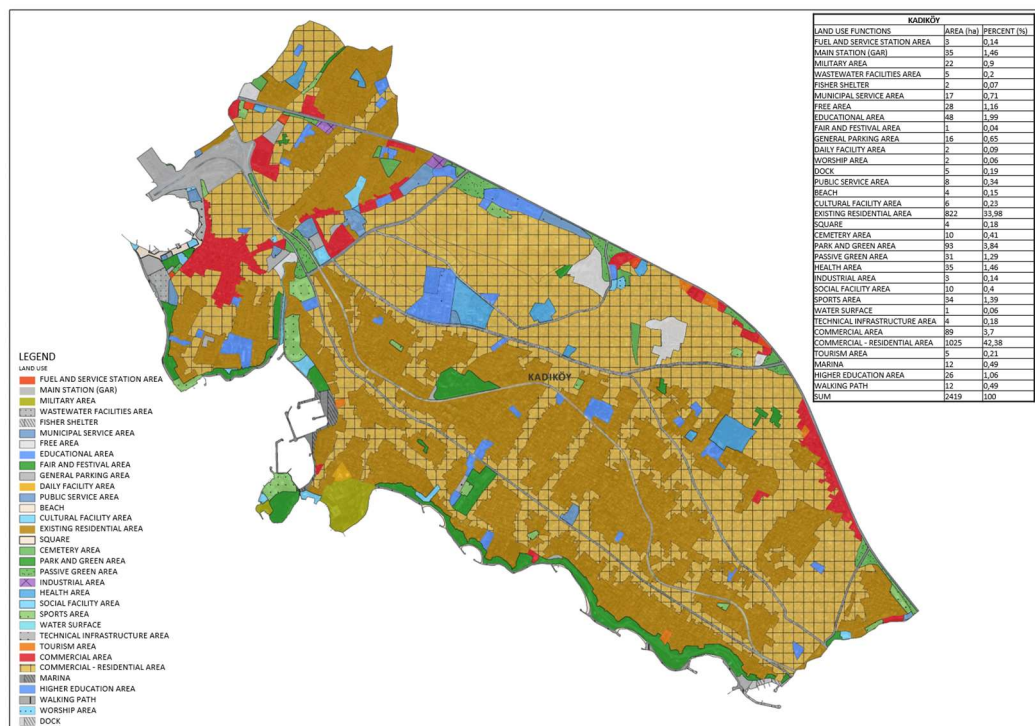 KADIKÖY
LAND USE FUNCTIONS AREA (ha) PERCENT (%)
FUEL AND SERVICE STATION AREA 3 0,14
MAIN STATION (GAR) 35 1,46
MILITARY AREA 22 0,9
WASTEWATER FACILITIES AREA 5 0,2
FISHER SHELTER 2 0,07
MUNICIPAL SERVICE AREA 17 0,71
FREE AREA 28 1,16
EDUCATIONAL AREA 48 1,99
FAIR AND FESTIVAL AREA 1 0,04
GENERAL PARKING AREA 16 0,65
DAILY FACILITY AREA 2 0,09
WORSHIP AREA 2 0,06
DOCK 5 0,19
PUBLIC SERVICE AREA 8 0,34
BEACH 4 0,15
CULTURAL FACILITY AREA 6 0,23
EXISTING RESIDENTIAL AREA 822 33,98
SQUARE 4 0,18
CEMETERY AREA 10 0,41
PARK AND GREEN AREA 93 3,84
PASSIVE GREEN AREA 31 1,29
HEALTH AREA 35 1,46
INDUSTRIAL AREA 3 0,14
SOCIAL FACILITY AREA 10 0,4
SPORTS AREA 34 1,39
WATER SURFACE 1 0,06
TECHNICAL INFRASTRUCTURE AREA 4 0,18
COMMERCIAL AREA 89 3,7
COMMERCIAL - RESIDENTIAL AREA 1025 42,38
TOURISM AREA 5 0,21
MARINA 12 0,49
HIGHER EDUCATION AREA 26 1,06
WALKING PATH 12 0,49
SUM 2419 100
KADIKÖY
LEGEND
LAND USE
FUEL AND SERVICE STATION AREA
MAIN STATION (GAR)
MILITARY AREA
WASTEWATER FACILITIES AREA
FISHER SHELTER
MUNICIPAL SERVICE AREA
FREE AREA
EDUCATIONAL AREA
FAIR AND FESTIVAL AREA
GENERAL PARKING AREA
DAILY FACILITY AREA
PUBLIC SERVICE AREA
BEACH
CULTURAL FACILITY AREA
EXISTING RESIDENTIAL AREA
SQUARE
CEMETERY AREA
PARK AND GREEN AREA
PASSIVE GREEN AREA
INDUSTRIAL AREA
HEALTH AREA
SOCIAL FACILITY AREA
SPORTS AREA
WATER SURFACE
TECHNICAL INFRASTRUCTURE AREA
TOURISM AREA
COMMERCIAL AREA
COMMERCIAL - RESIDENTIAL AREA
MARINA
HIGHER EDUCATION AREA
WALKING PATH
WORSHIP AREA
DOCK